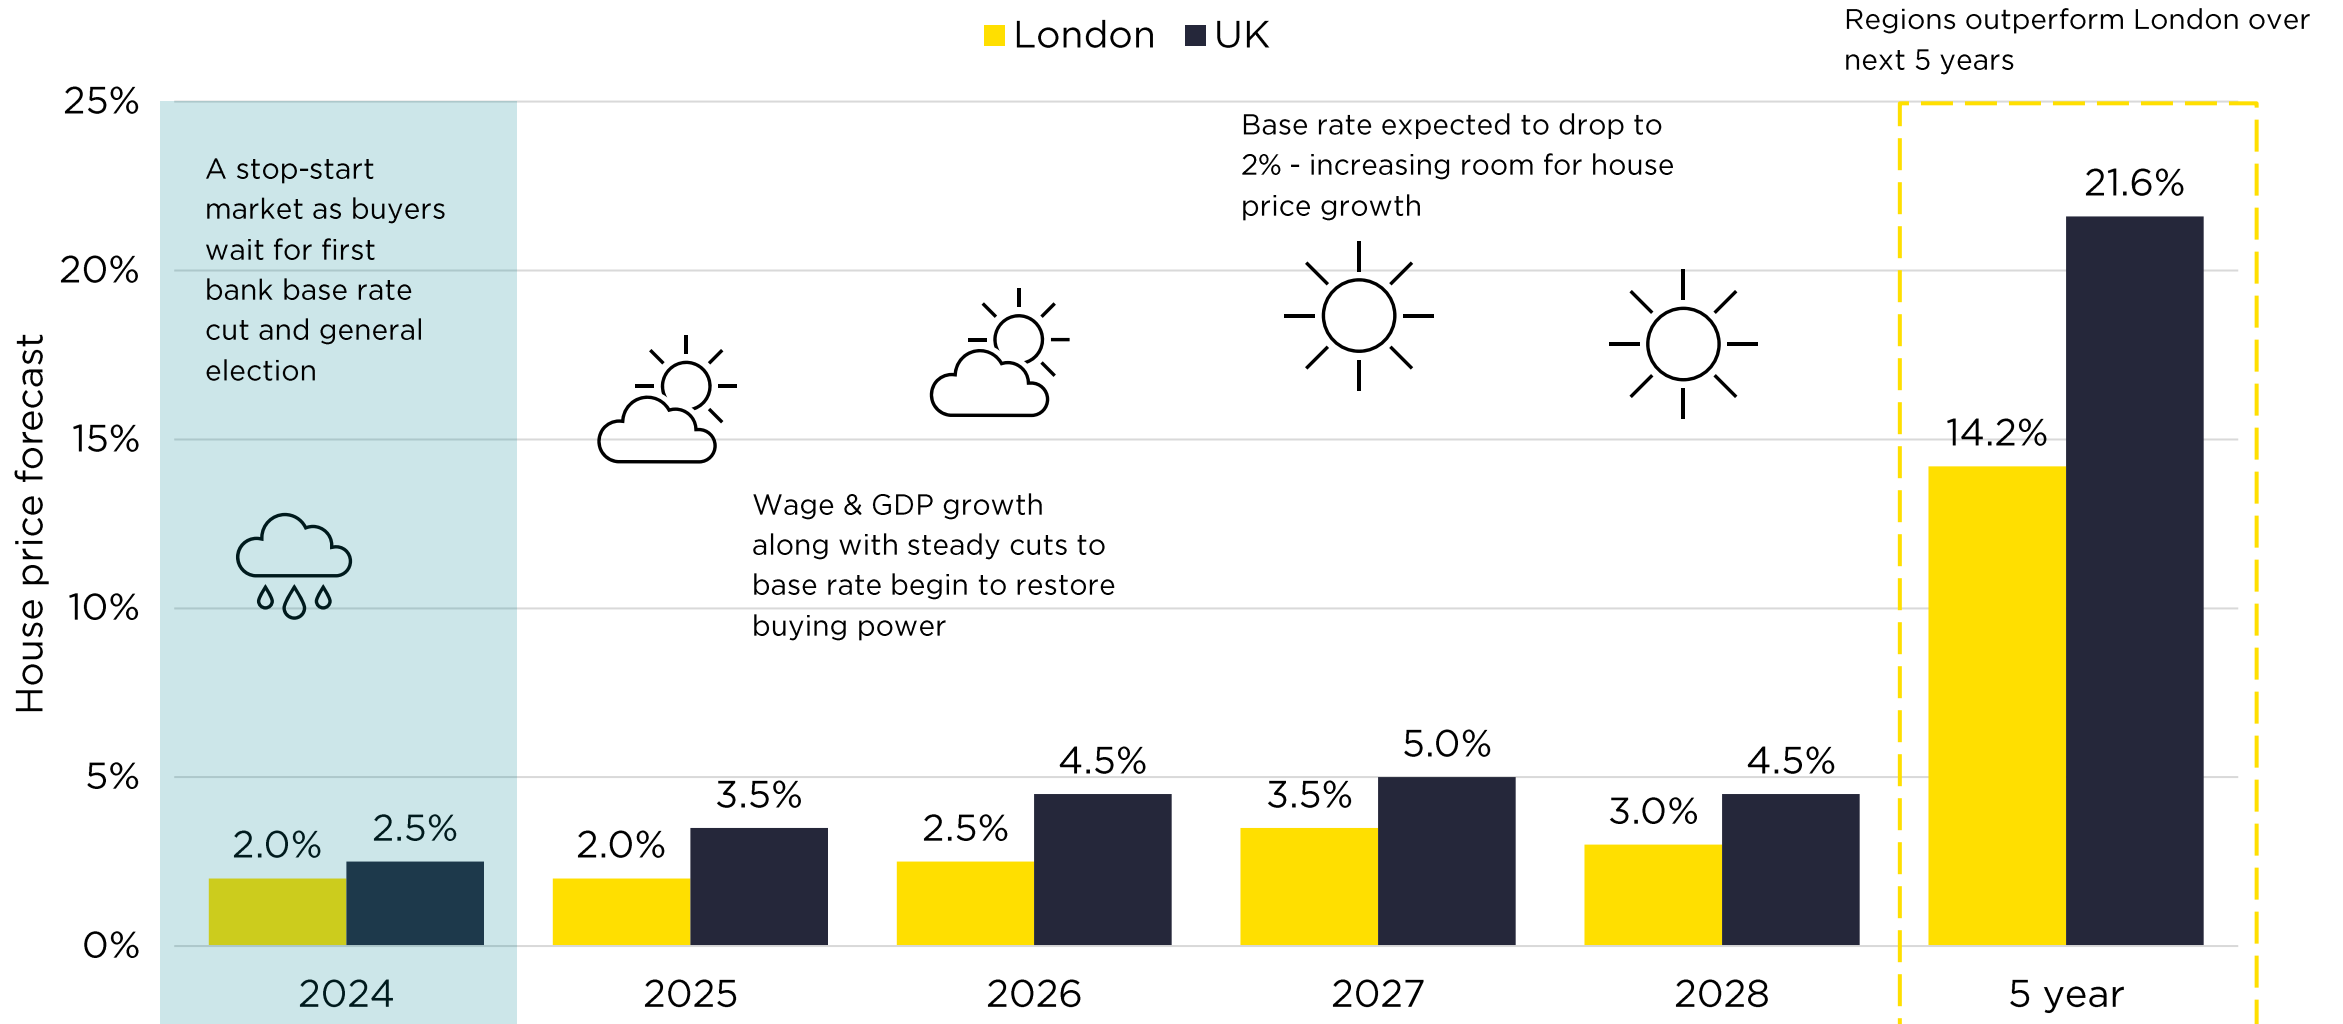 London UK
Regions outperform London over
next 5 years
House price forecast
25%
20%
15%
10%
5%
0%
A stop-start
market as buyers
wait for first
bank base rate
cut and general
election
Wage & GDP growth
along with steady cuts to
base rate begin to restore
buying power
Base rate expected to drop to
2% - increasing room for house
price growth
2.0% 2.5%
2.0% 3.5%
2.5% 4.5%
3.5% 5.0%
3.0% 4.5%
14.2% 21.6%
2024 2025 2026 2027 2028 5 year